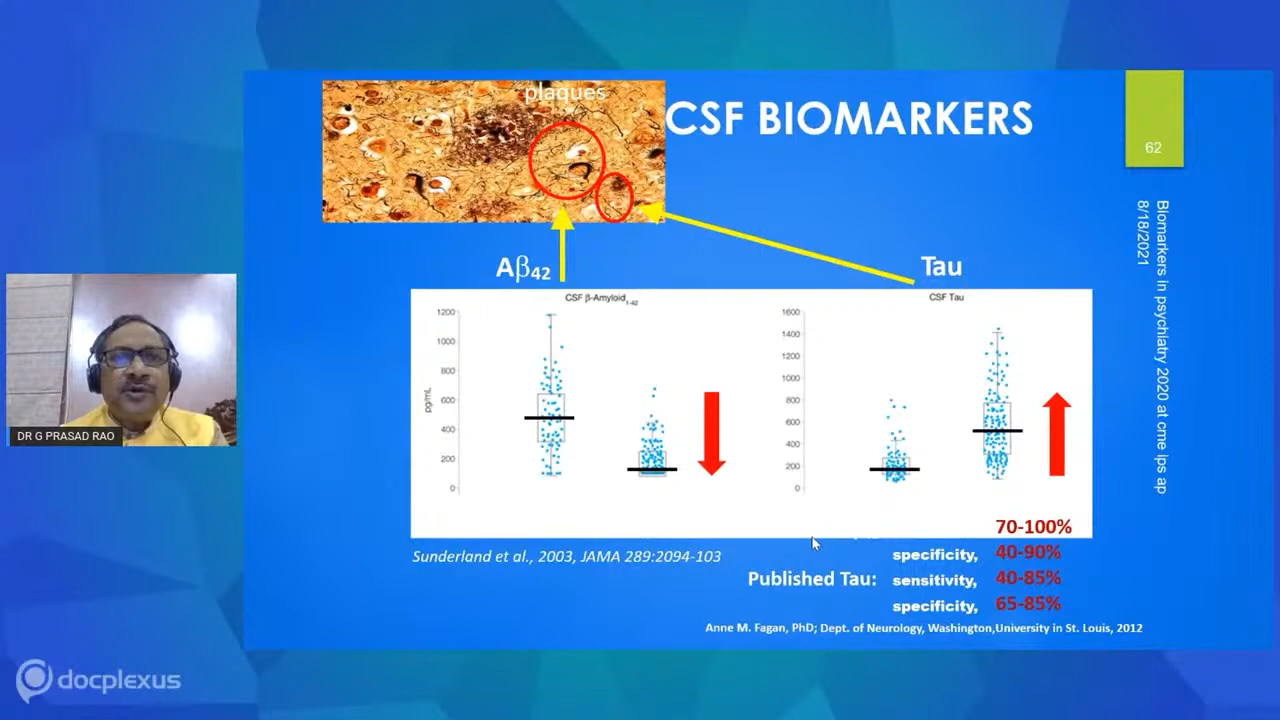 plaques
CSF BIOMARKERS
62
Biomarkers in psychiatry 2020 at cme ips ap
8/18/2021
Aβ42
Tau
CSF β-Amyloid1-42
CSF Tau
pg/mL
1200
1000
800
600
400
200
0
1600
1400
1200
1000
800
600
400
200
0
DR G PRASAD RAO
70-100%
Sunderland et al., 2003, JAMA 289:2094-103
specificity, 40-90%
Published Tau: sensitivity, 40-85%
specificity, 65-85%
Anne M. Fagan, PhD; Dept. of Neurology, Washington,University in St. Louis, 2012
docplexus